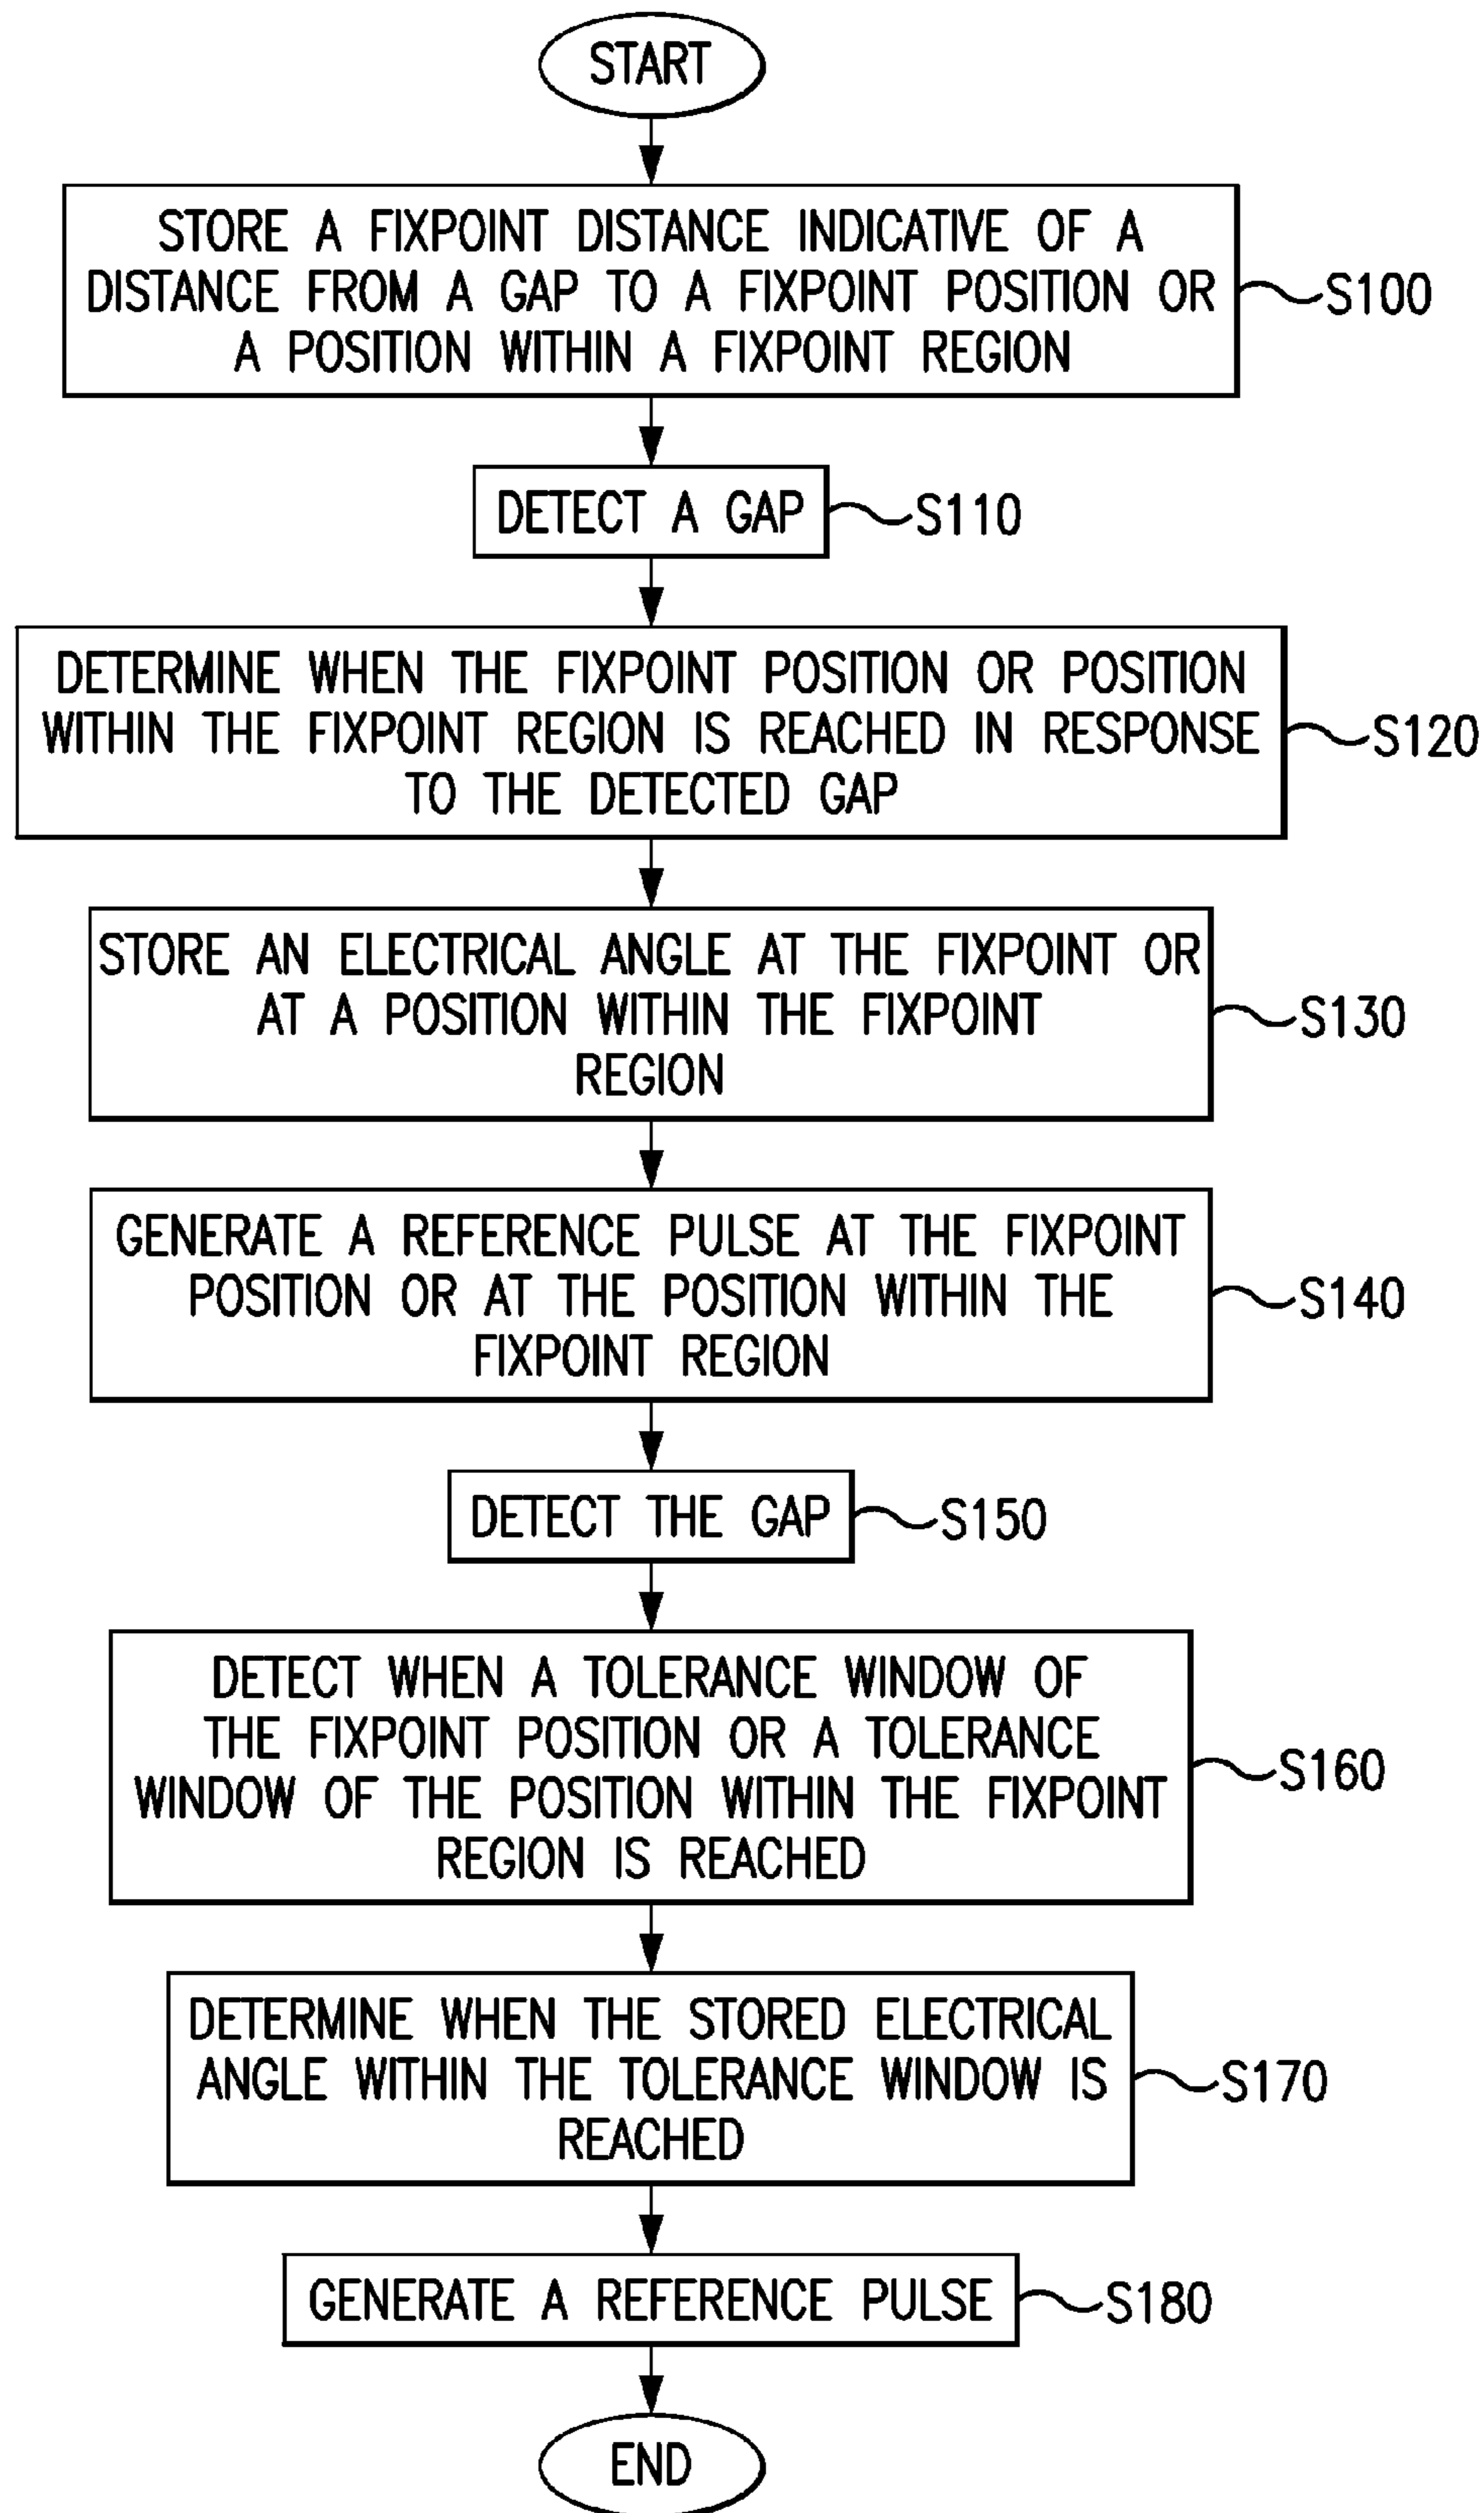 START
STORE A FIXPOINT DISTANCE INDICATIVE OF A
DISTANCE FROM A GAP TO A FIXPOINT POSITION OR
A POSITION WITHIN A FIXPOINT REGION
S100
DETECT A GAP
S110
DETERMINE WHEN THE FIXPOINT POSITION OR POSITION
WITHIN THE FIXPOINT REGION IS REACHED IN RESPONSE
TO THE DETECTED GAP
S120
STORE AN ELECTRICAL ANGLE AT THE FIXPOINT OR
AT A POSITION WITHIN THE FIXPOINT
REGION
S130
GENERATE A REFERENCE PULSE AT THE FIXPOINT
POSITION OR AT THE POSITION WITHIN THE
FIXPOINT REGION
S140
DETECT THE GAP
S150
DETECT WHEN A TOLERANCE WINDOW OF
THE FIXPOINT POSITION OR A TOLERANCE
WINDOW OF THE POSITION WITHIN THE FIXPOINT
REGION IS REACHED
S160
DETERMINE WHEN THE STORED ELECTRICAL
ANGLE WITHIN THE TOLERANCE WINDOW IS
REACHED
S170
GENERATE A REFERENCE PULSE
S180
END